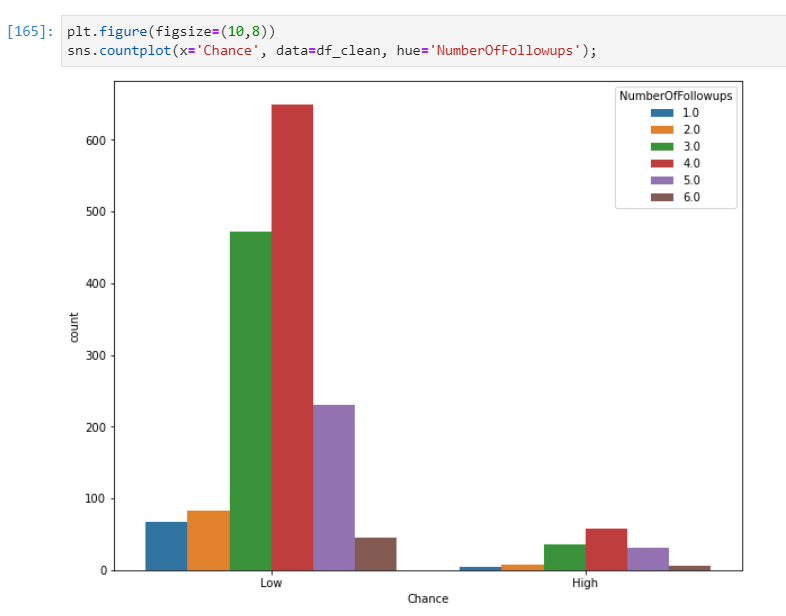 [165]: plt.figure(figsize=(10,8))
sns.countplot(x='Chance', data=df_clean, hue='NumberOfFollowups');
NumberOfFollowups
1.0
2.0
3.0
4.0
5.0
6.0
600
500
400
300
200
100
0
count
Low
High
Chance